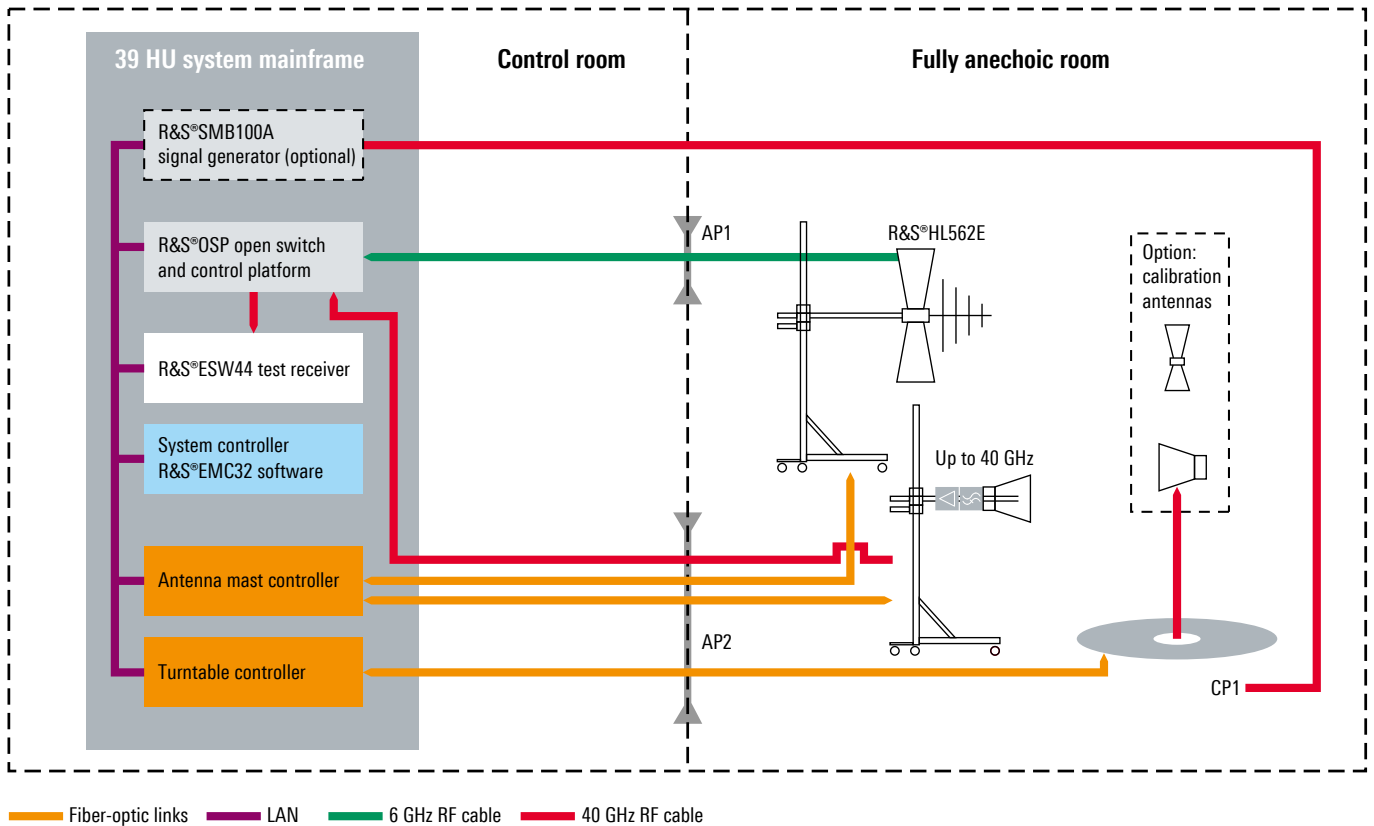 39 HU system mainframe
Control room
Fully anechoic room
R&S®SMB100A
signal generator (optional)
R&S®OSP open switch
and control platform
AP1
R&S®HL562E
Option:
calibration
antennas
R&S®ESW44 test receiver
System controller
R&S®EMC32 software
Up to 40 GHz
Antenna mast controller
AP2
Turntable controller
CP1
Fiber-optic links
LAN
6 GHz RF cable
40 GHz RF cable